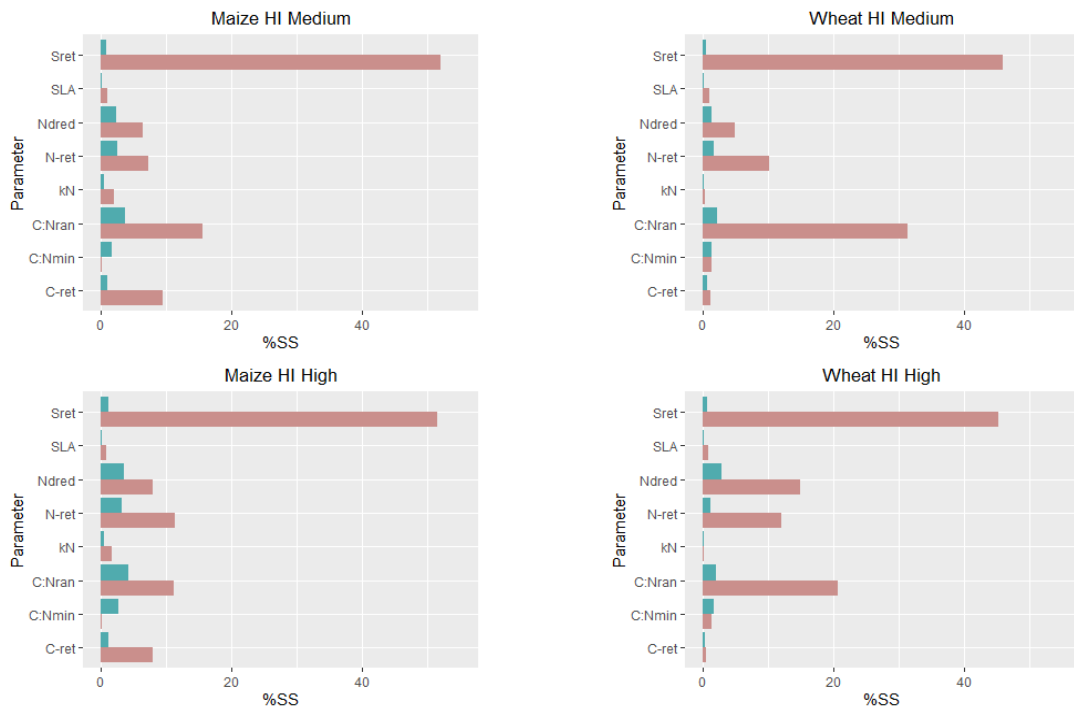 Maize HI Medium
Parameter
Sret
SLA
Ndred
N-ret
kN
C:Nran
C:Nmin
C-ret
0 20 40
%SS
Wheat HI Medium
Parameter
Sret
SLA
Ndred
N-ret
kN
C:Nran
C:Nmin
C-ret
0 20 40
%SS
Maize HI High
Parameter
Sret
SLA
Ndred
N-ret
kN
C:Nran
C:Nmin
C-ret
0 20 40
%SS
Wheat HI High
Parameter
Sret
SLA
Ndred
N-ret
kN
C:Nran
C:Nmin
C-ret
0 20 40
%SS